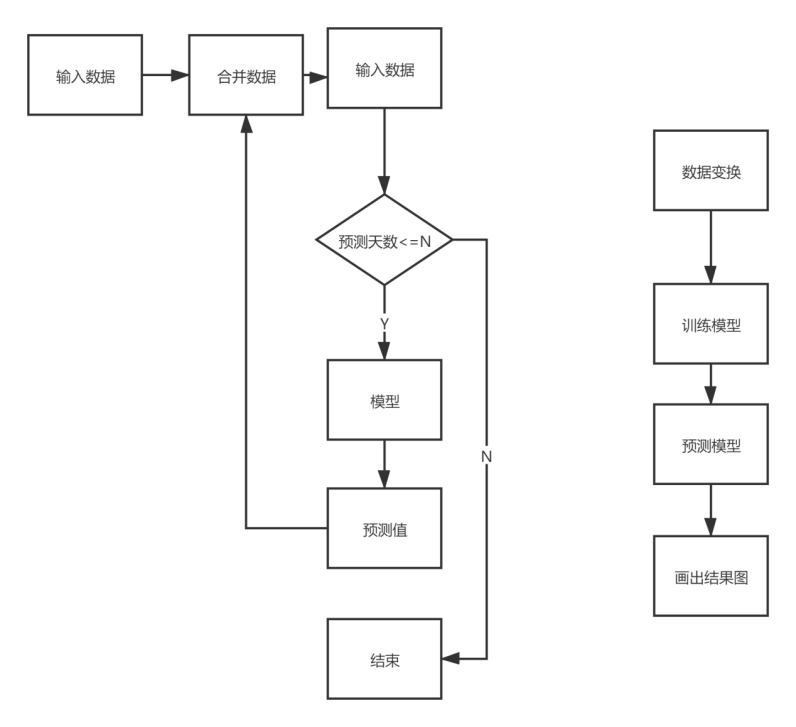 输入数据
合并数据
输入数据
预测天数<=N
Y
模型
N
预测值
结束
数据变换
训练模型
预测模型
画出结果图